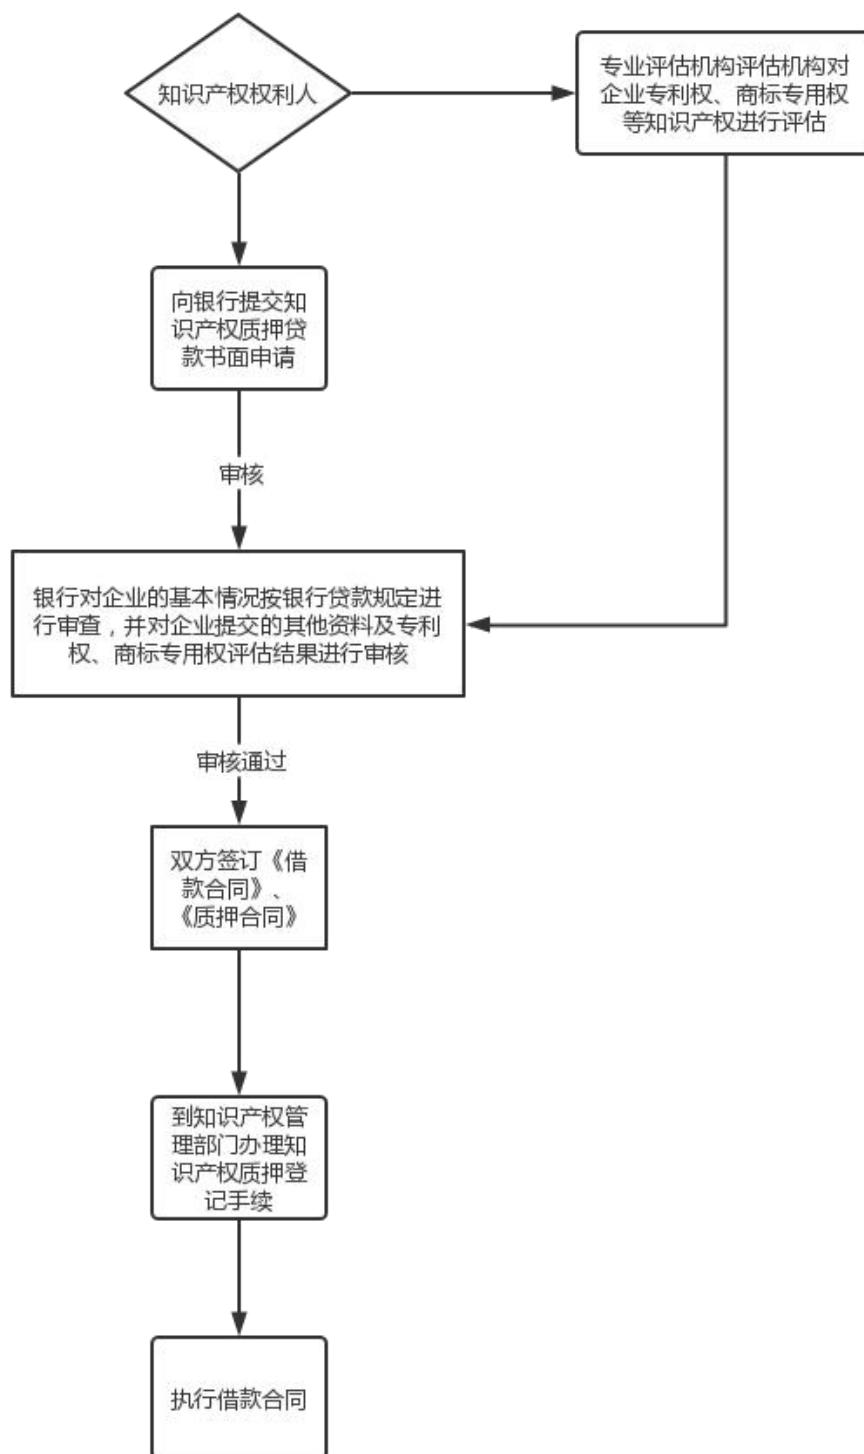 知识产权权利人
专业评估机构评估机构对
企业专利权、商标专用权
等知识产权进行评估
向银行提交知
识产权质押贷
款书面申请
审核
银行对企业的基本情况按银行贷款规定进
行审查，并对企业提交的其他资料及专利
权、商标专用权评估结果进行审核
审核通过
双方签订《借
款合同》、
《质押合同》
到知识产权管
理部门办理知
识产权质押登
记手续
执行借款合同